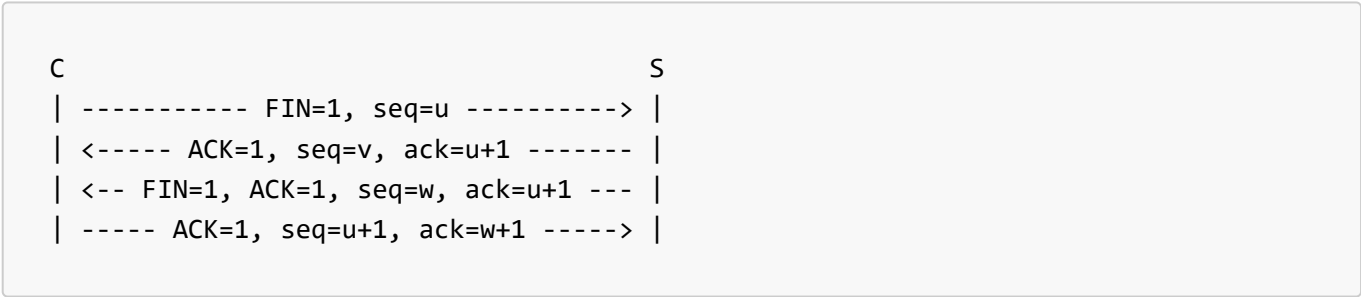 C                                     S
| ----------- FIN=1, seq=u ----------> |
| <----- ACK=1, seq=v, ack=u+1 ------- |
| <-- FIN=1, ACK=1, seq=w, ack=u+1 --- |
| ----- ACK=1, seq=u+1, ack=w+1 -----> |